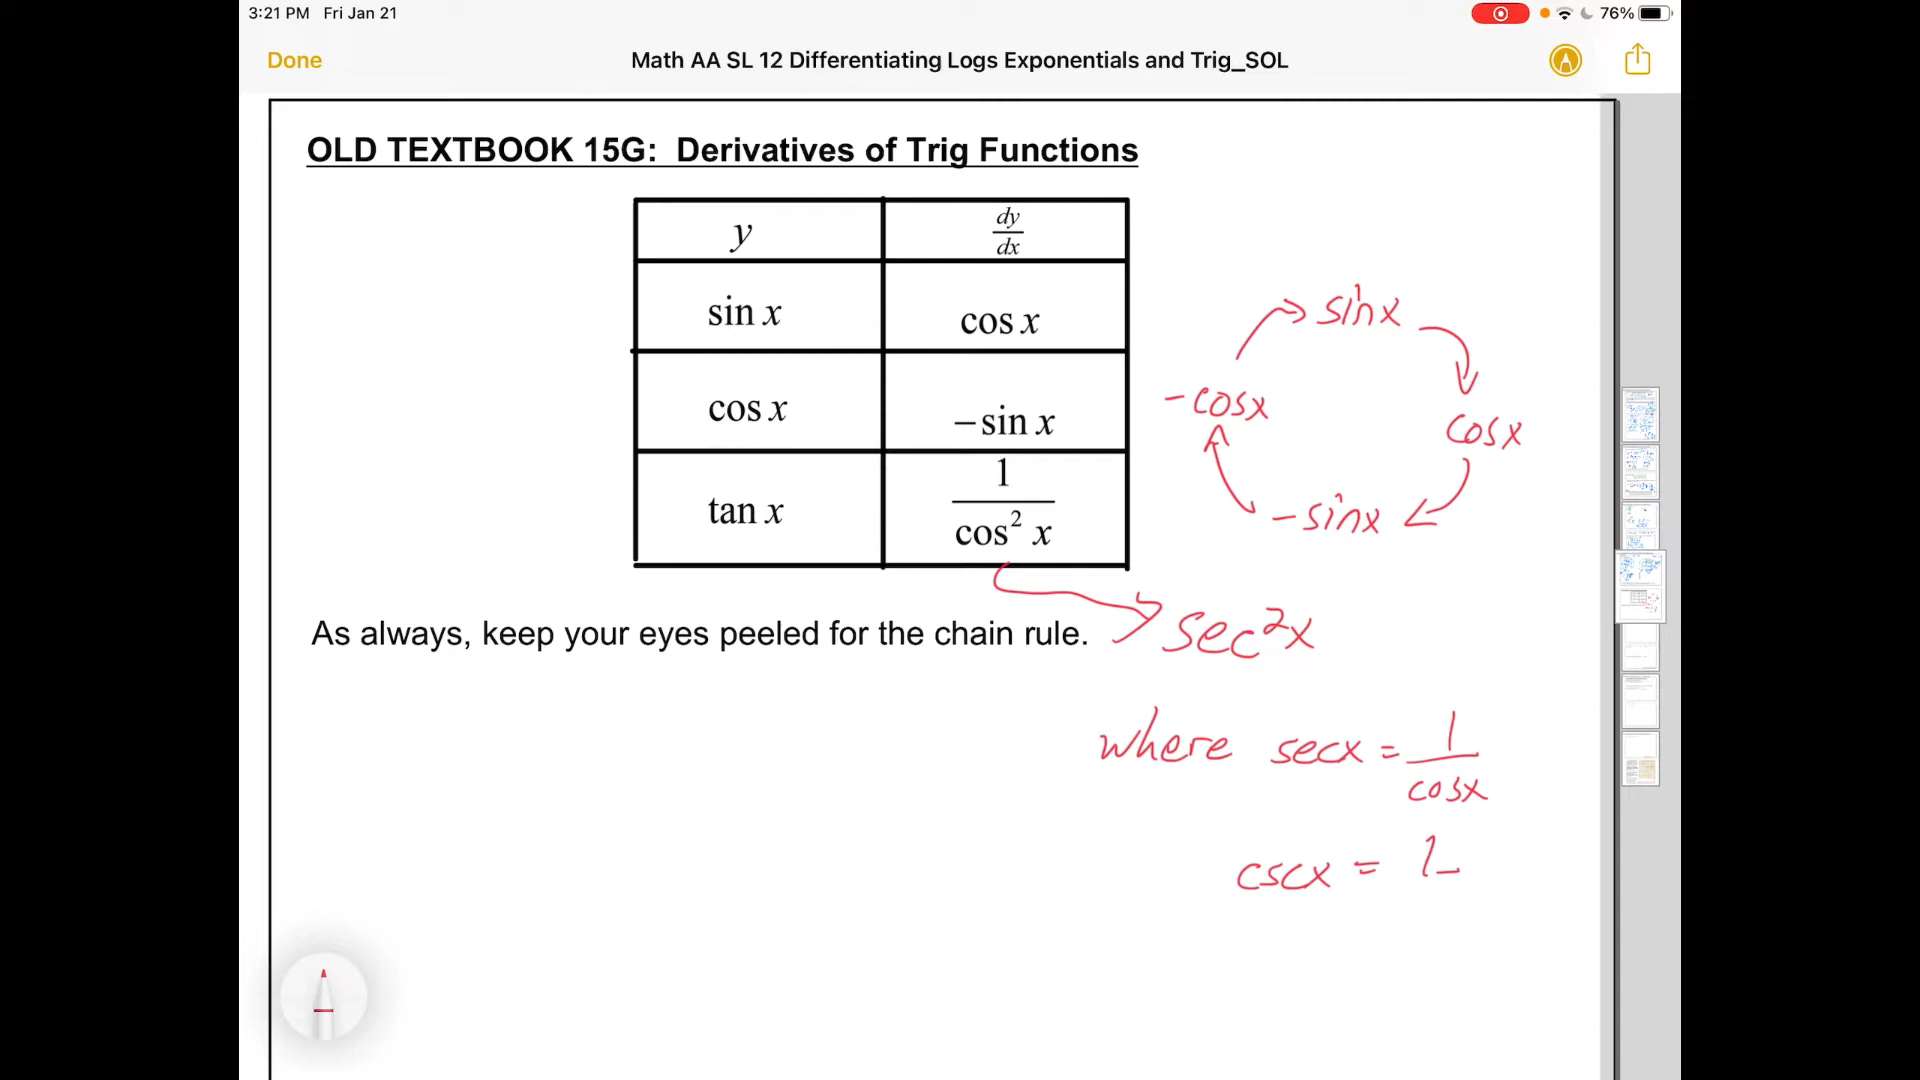 3:21 PM Fri Jan 21
76%
Done
Math AA SL 12 Differentiating Logs Exponentials and Trig_SOL
OLD TEXTBOOK 15G: Derivatives of Trig Functions
y dy/dx
sin x cos x
cos x −sin x
tan x 1/cos² x
sinx
-cosx
cosx
-sinx
As always, keep your eyes peeled for the chain rule.
sec²x
where secx = 1/cosx
cscx = 1